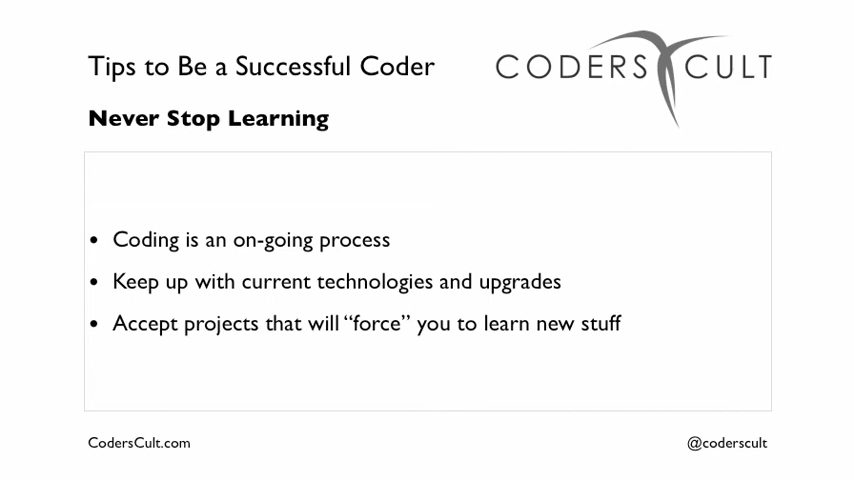 Tips to Be a Successful Coder
CODERS CULT
Never Stop Learning
• Coding is an on-going process
• Keep up with current technologies and upgrades
• Accept projects that will “force” you to learn new stuff
CodersCult.com
@coderscult